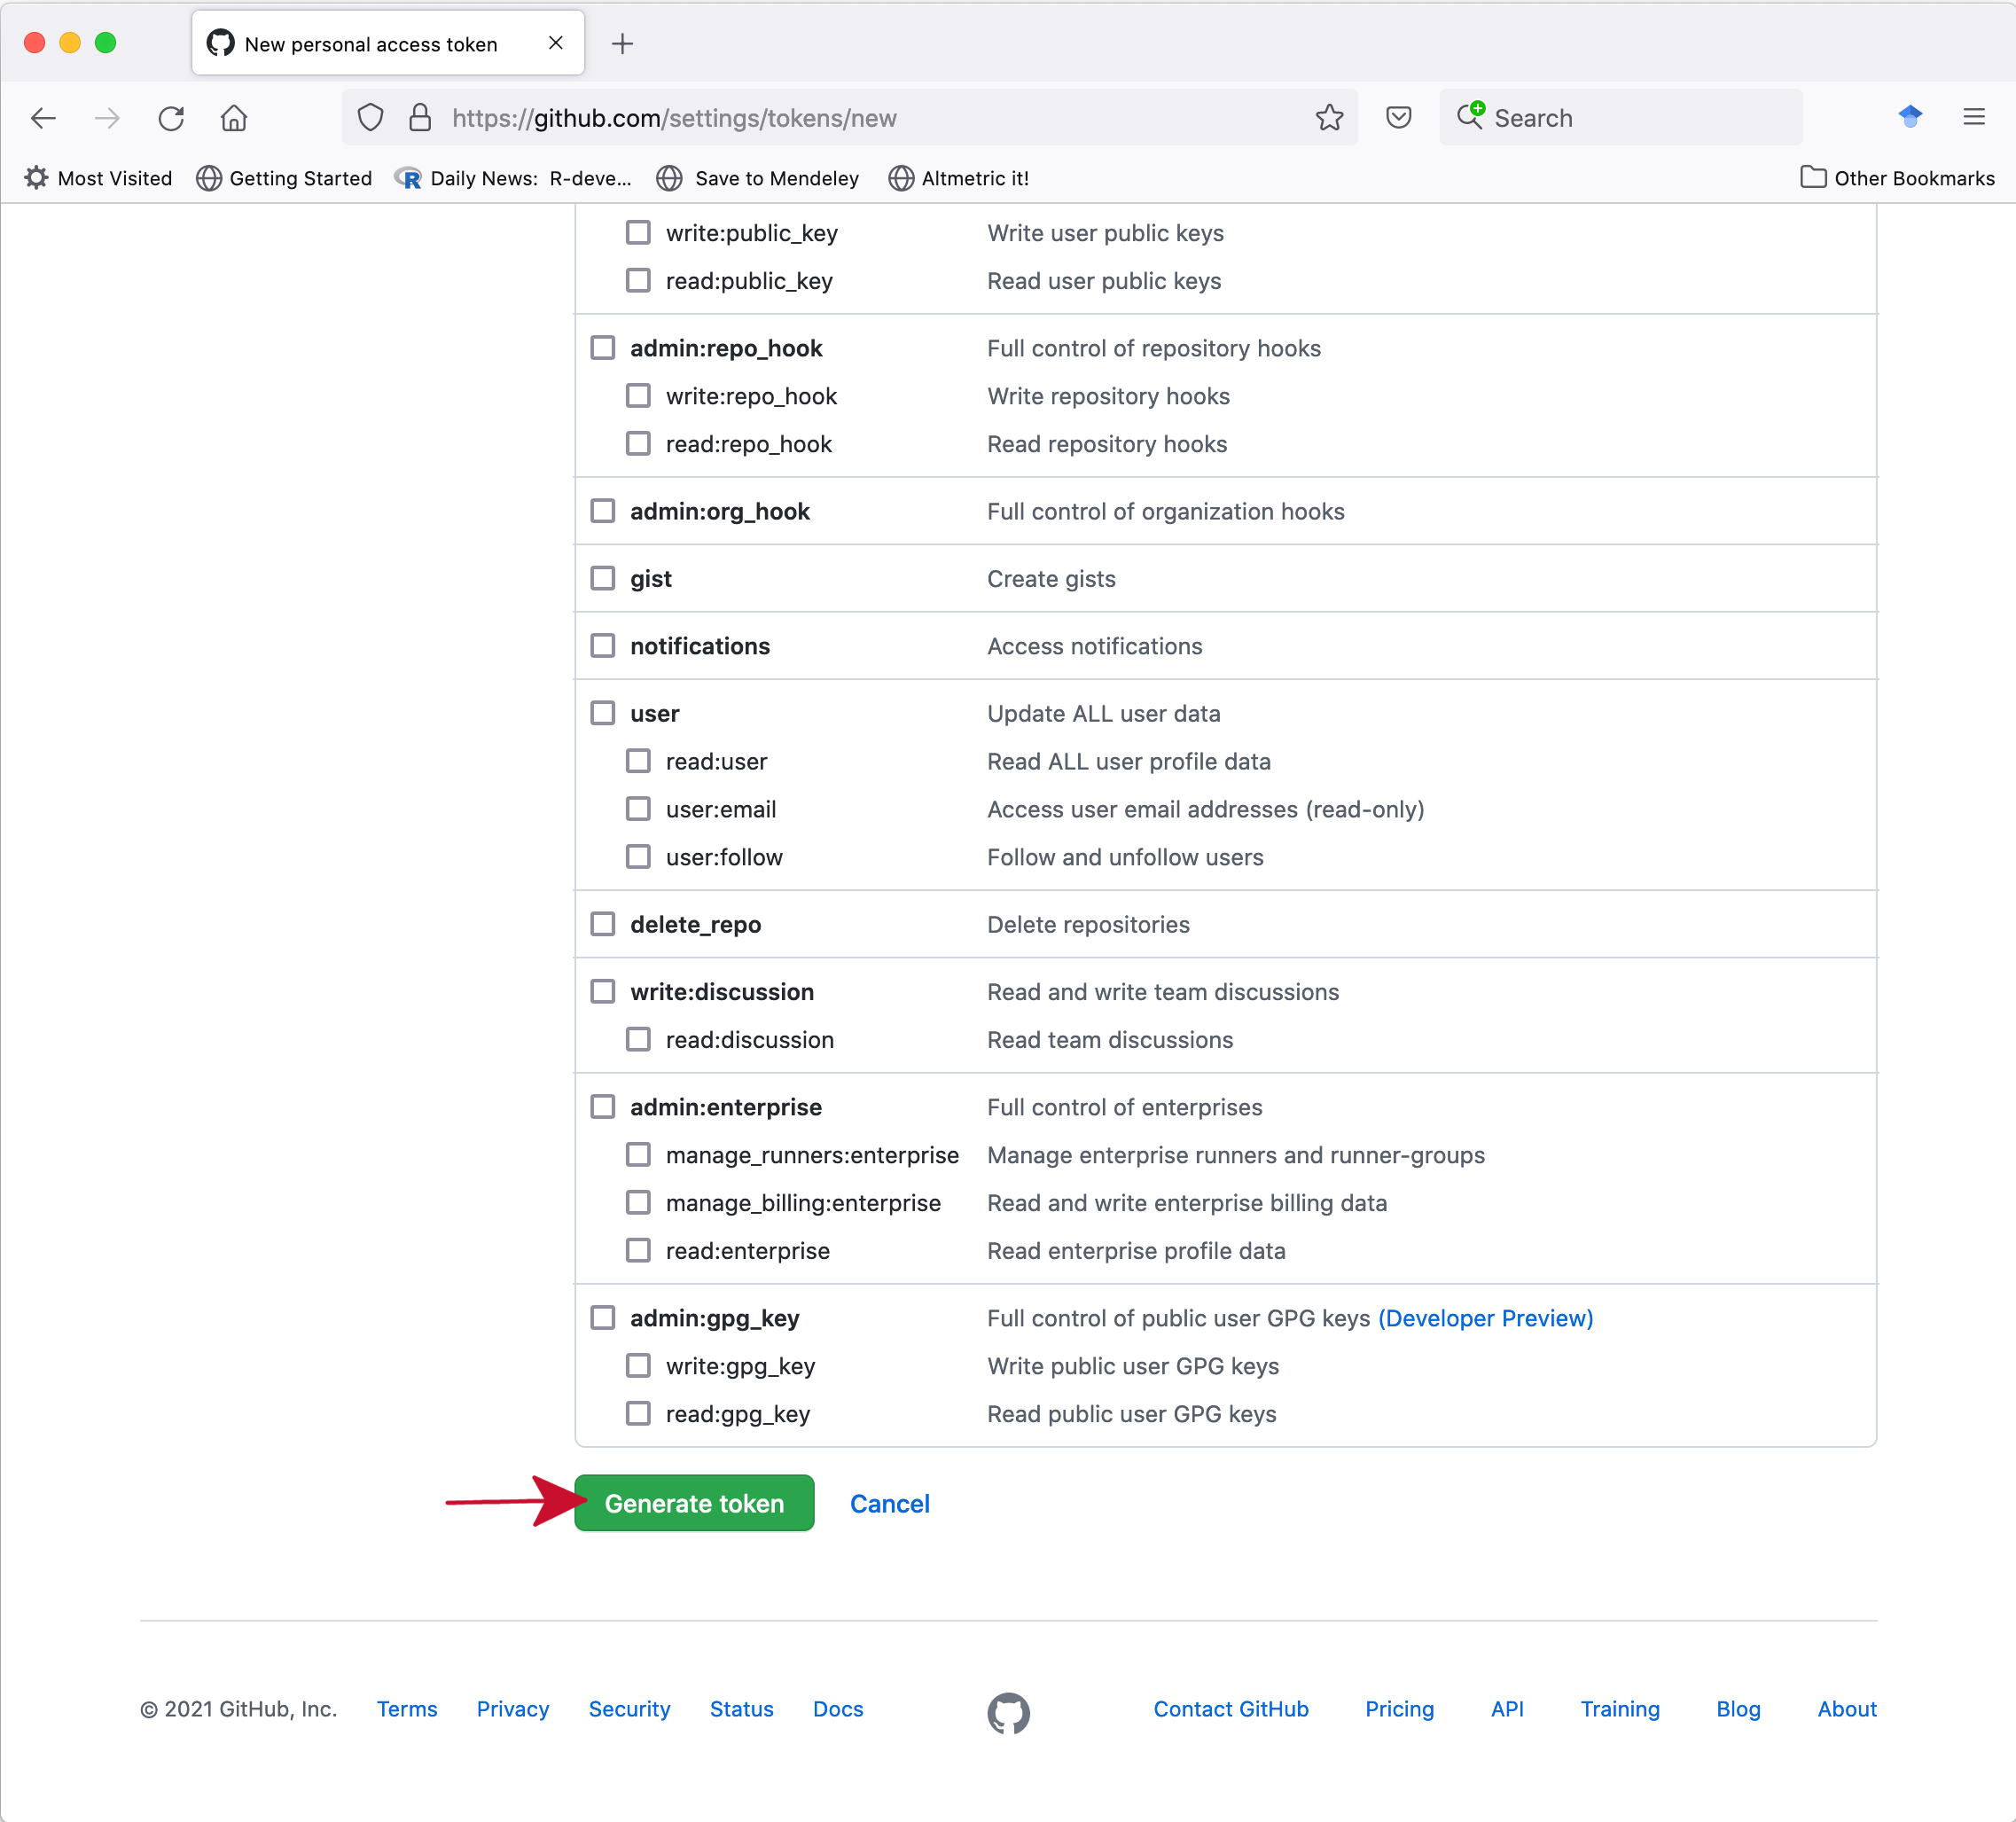 New personal access token
https://github.com/settings/tokens/new
Search
Most Visited Getting Started Daily News: R-deve... Save to Mendeley Altmetric it! Other Bookmarks
write:public_key Write user public keys
read:public_key Read user public keys
admin:repo_hook Full control of repository hooks
write:repo_hook Write repository hooks
read:repo_hook Read repository hooks
admin:org_hook Full control of organization hooks
gist Create gists
notifications Access notifications
user Update ALL user data
read:user Read ALL user profile data
user:email Access user email addresses (read-only)
user:follow Follow and unfollow users
delete_repo Delete repositories
write:discussion Read and write team discussions
read:discussion Read team discussions
admin:enterprise Full control of enterprises
manage_runners:enterprise Manage enterprise runners and runner-groups
manage_billing:enterprise Read and write enterprise billing data
read:enterprise Read enterprise profile data
admin:gpg_key Full control of public user GPG keys (Developer Preview)
write:gpg_key Write public user GPG keys
read:gpg_key Read public user GPG keys
Generate token Cancel
© 2021 GitHub, Inc. Terms Privacy Security Status Docs Contact GitHub Pricing API Training Blog About